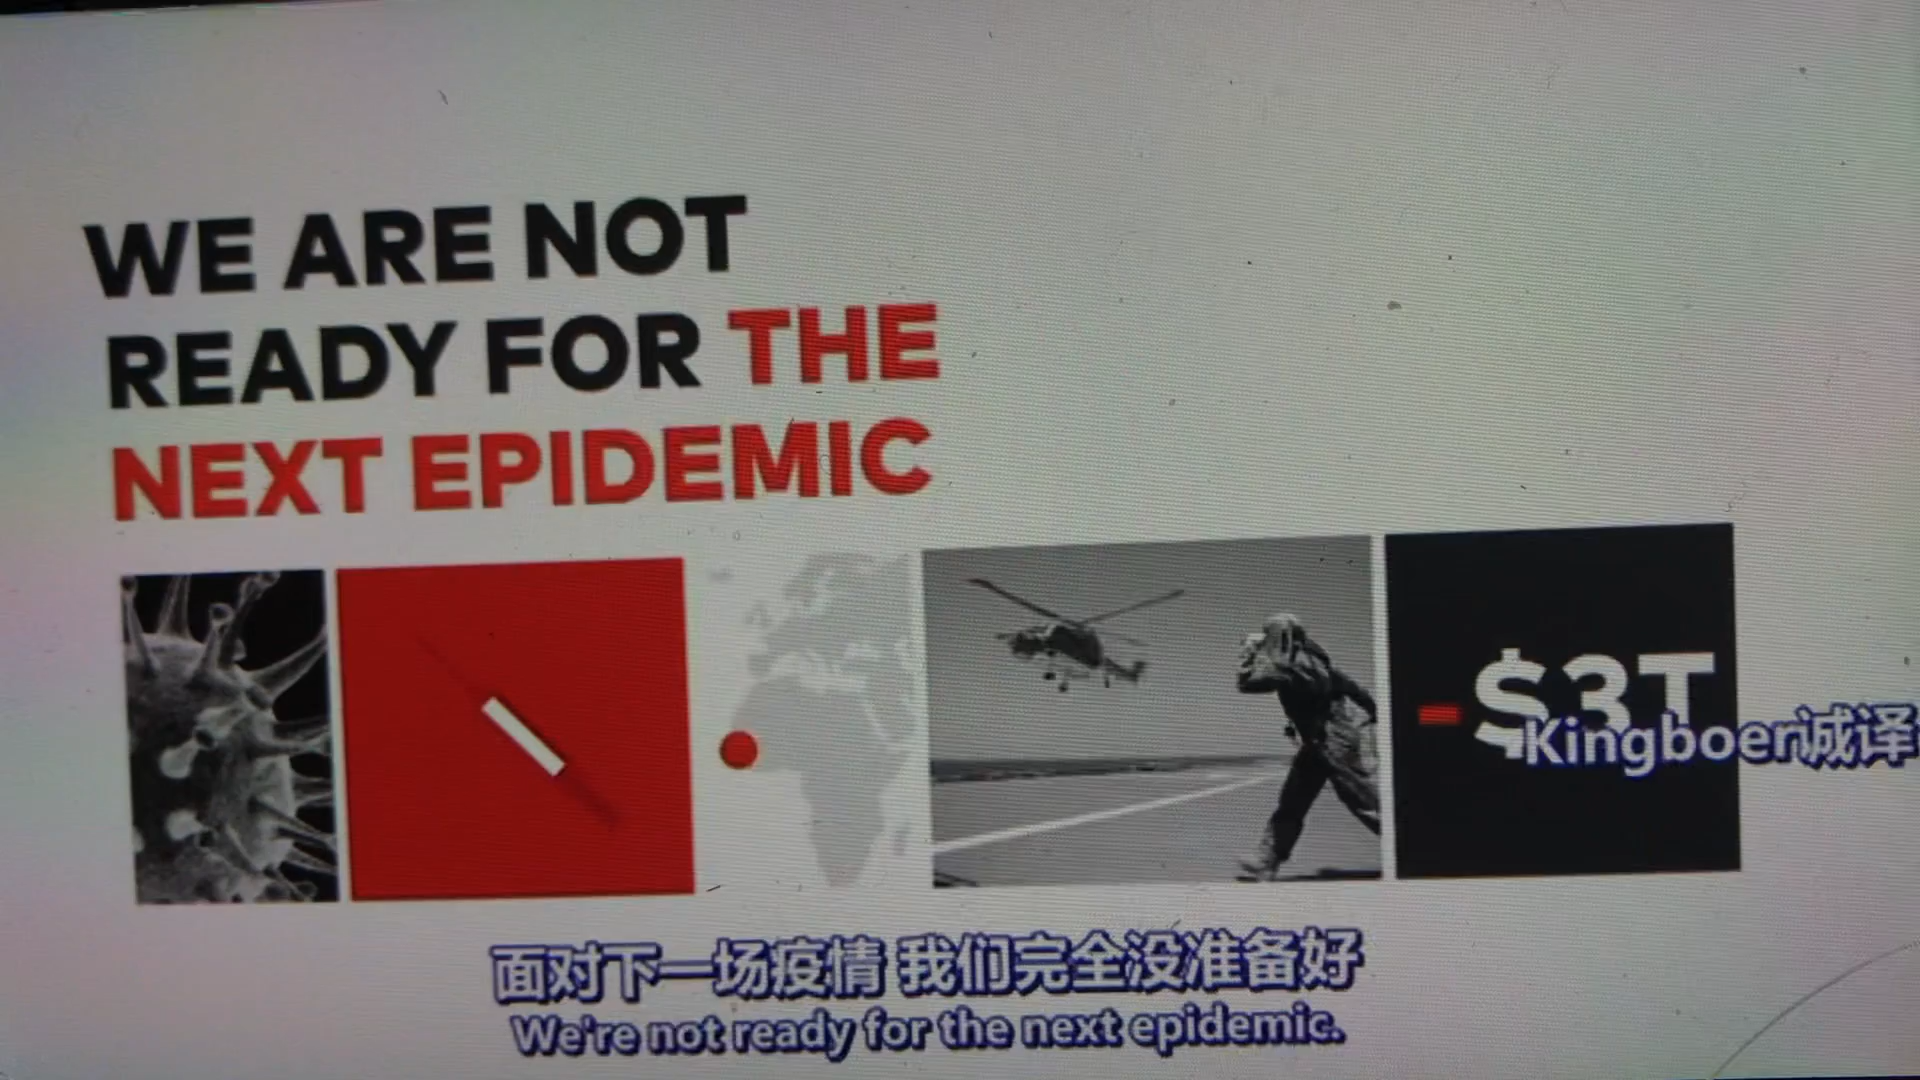 WE ARE NOT
READY FOR THE
NEXT EPIDEMIC
-$3T
Kingboer诚译
面对下一场疫情 我们完全没准备好
We're not ready for the next epidemic.